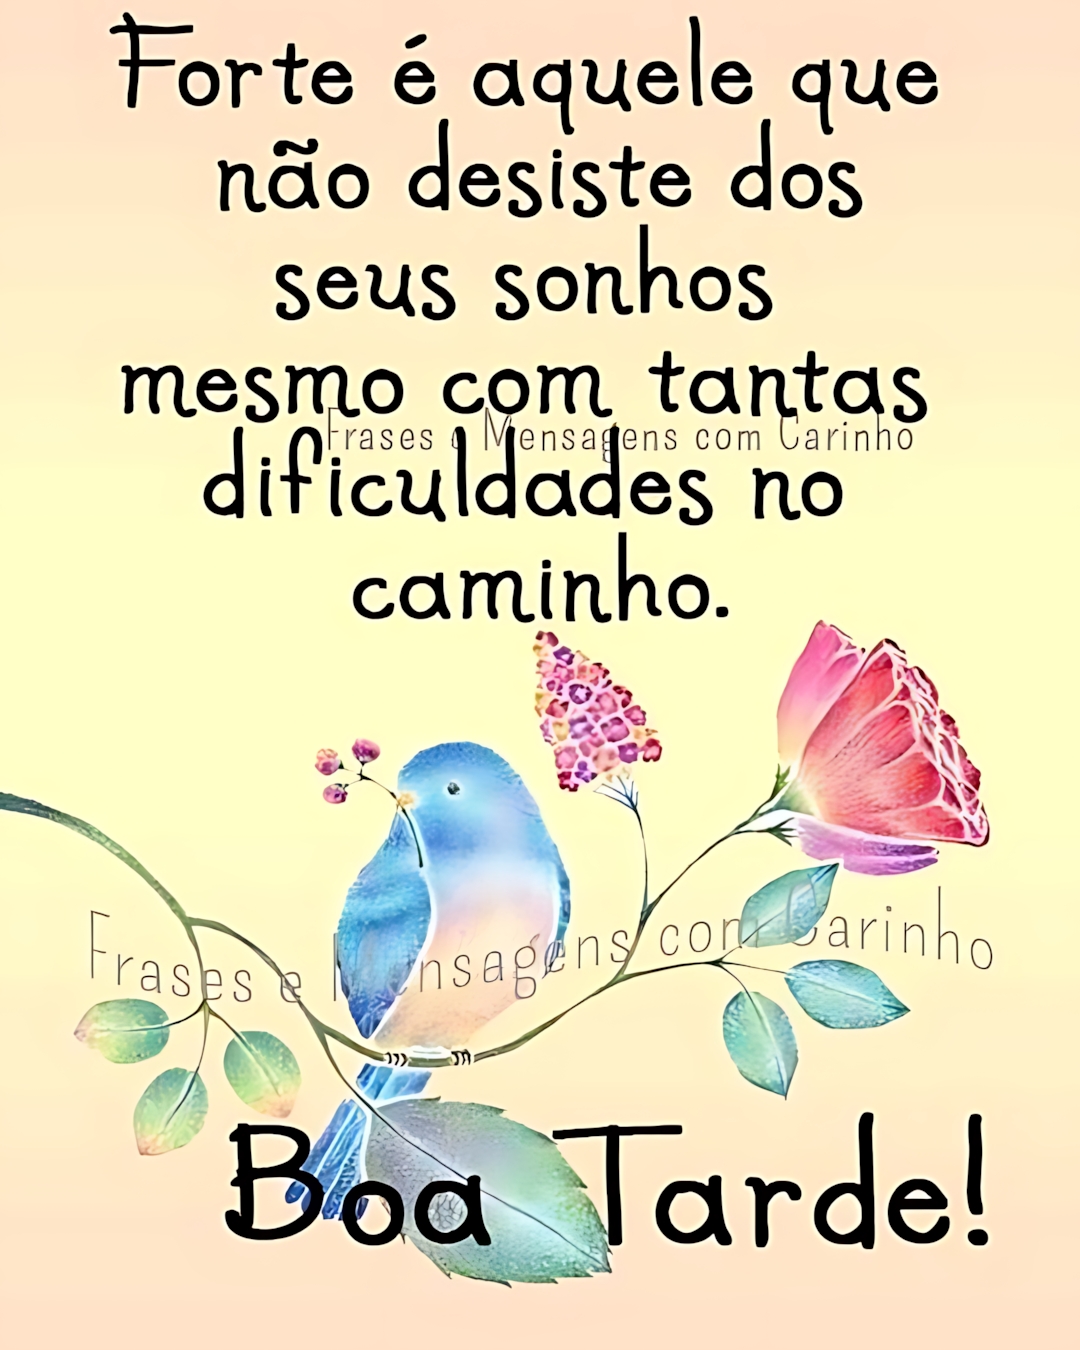 Forte é aquele que
não desiste dos
seus sonhos
mesmo com tantas
Frases e Mensagens com Carinho
dificuldades no
caminho.
Frases e Mensagens com Carinho
Boa Tarde!